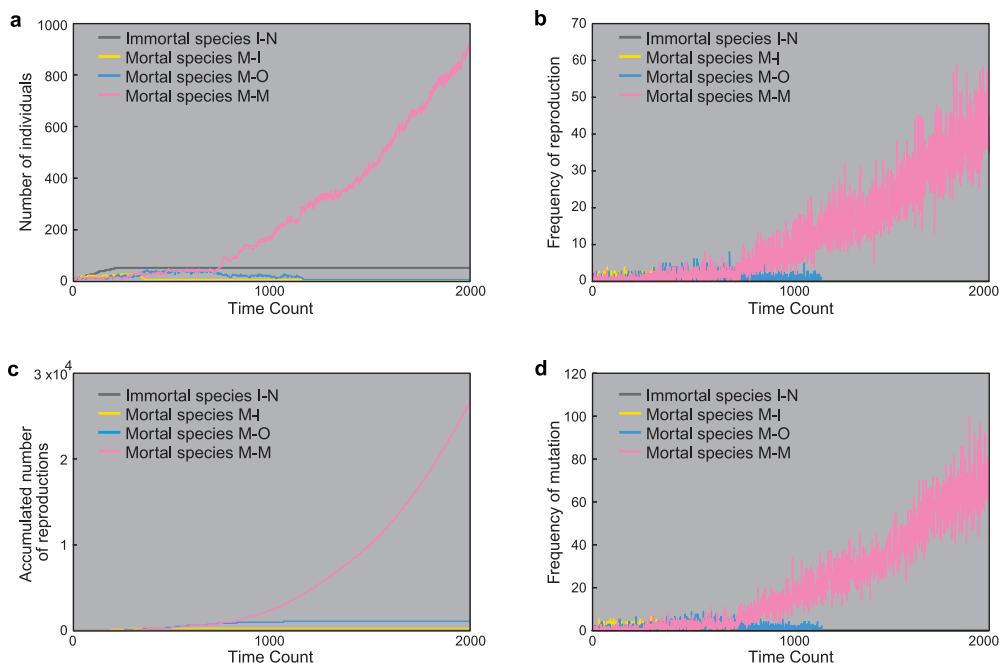 a
1000
800
600
400
200
0
Number of individuals
Immortal species I-N
Mortal species M-I
Mortal species M-O
Mortal species M-M
0
1000
2000
Time Count
b
70
60
50
40
30
20
10
0
Frequency of reproduction
Immortal species I-N
Mortal species M-I
Mortal species M-O
Mortal species M-M
0
1000
2000
Time Count
c
3 x10 4
2
1
0
Accumulated number
of reproductions
Immortal species I-N
Mortal species M-I
Mortal species M-O
Mortal species M-M
0
1000
2000
Time Count
d
120
100
80
60
40
20
0
Frequency of mutation
Immortal species I-N
Mortal species M-I
Mortal species M-O
Mortal species M-M
0
1000
2000
Time Count